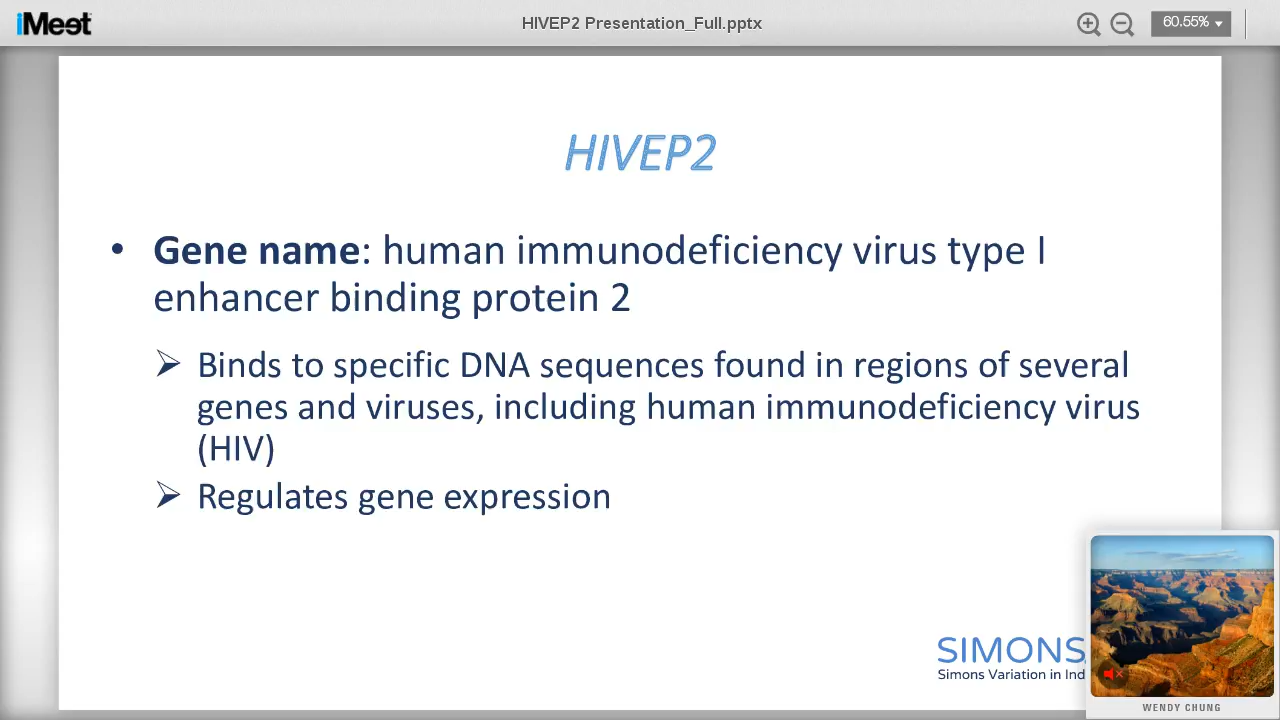 iMeet
HIVEP2 Presentation_Full.pptx
60.55%
HIVEP2
• Gene name: human immunodeficiency virus type I
enhancer binding protein 2
➢ Binds to specific DNA sequences found in regions of several
genes and viruses, including human immunodeficiency virus
(HIV)
➢ Regulates gene expression
SIMONS
Simons Variation in Ind
WENDY CHUNG